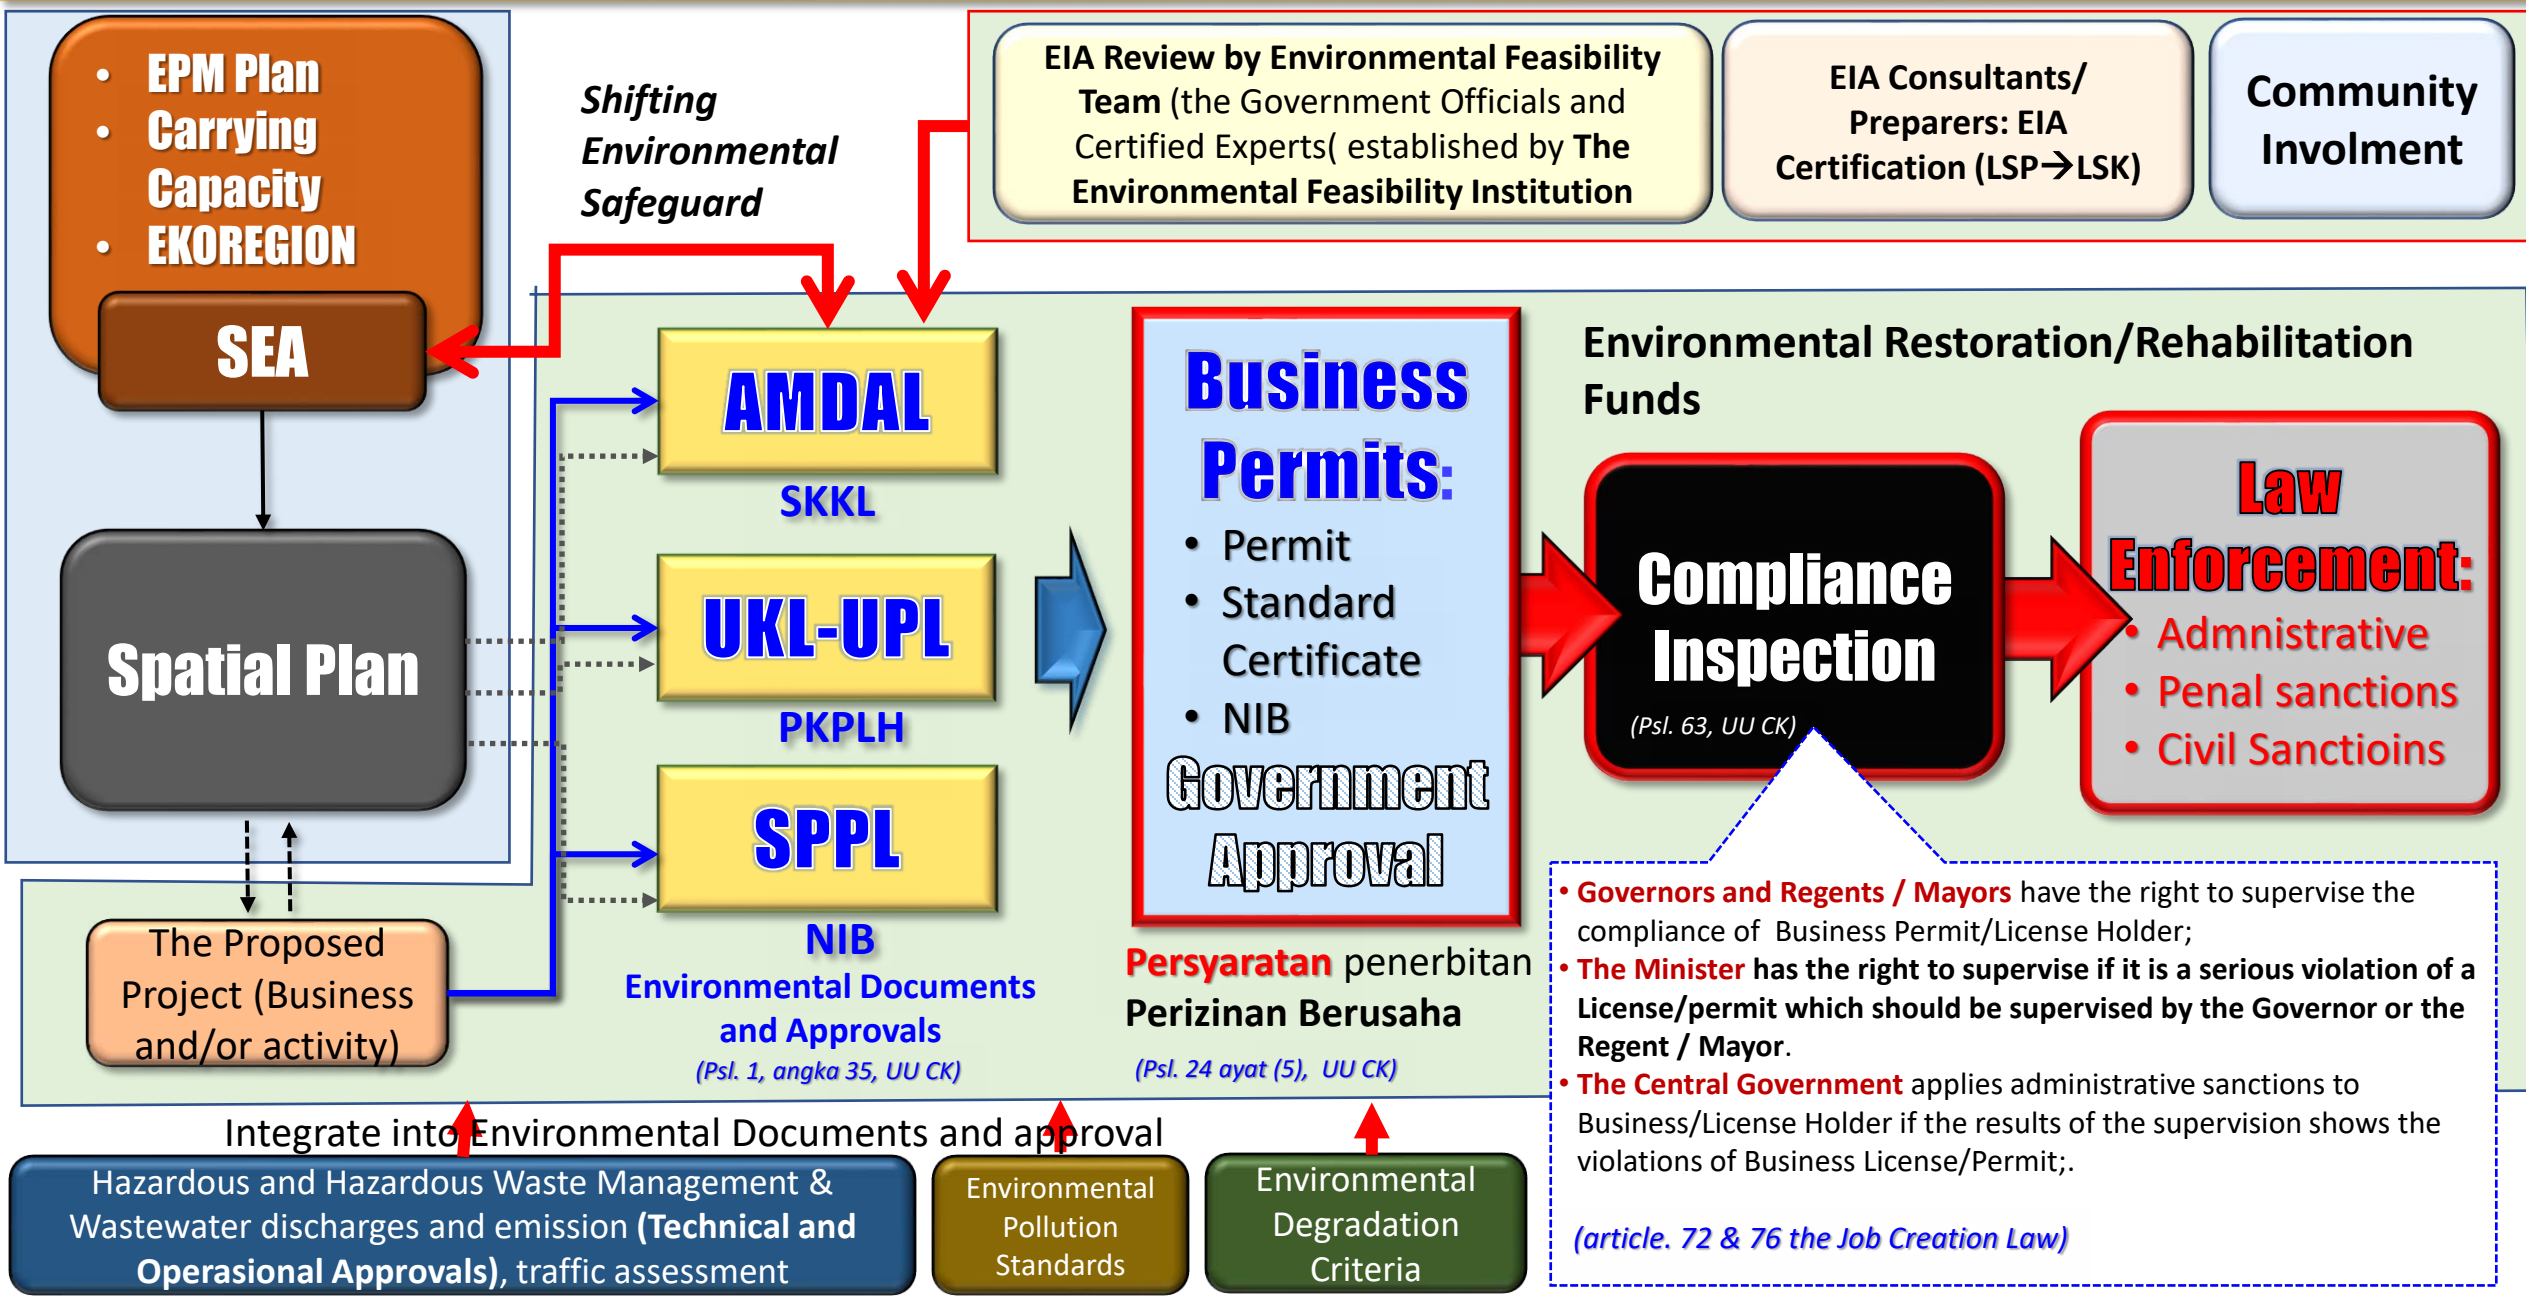 • EPM Plan
• Carrying
Capacity
• EKOREGION
SEA
Spatial Plan
The Proposed
Project (Business
and/or activity)
Shifting
Environmental
Safeguard
EIA Review by Environmental Feasibility
Team (the Government Officials and
Certified Experts( established by The
Environmental Feasibility Institution
EIA Consultants/
Preparers: EIA
Certification (LSP→LSK)
Community
Involment
AMDAL
SKKL
UKL-UPL
PKPLH
SPPL
NIB
Environmental Documents
and Approvals
(Psl. 1, angka 35, UU CK)
Business
Permits:
• Permit
• Standard
Certificate
• NIB
Government
Approval
Persyaratan penerbitan
Perizinan Berusaha
(Psl. 24 ayat (5), UU CK)
Environmental Restoration/Rehabilitation
Funds
Compliance
Inspection
(Psl. 63, UU CK)
Law
Enforcement:
• Admnistrative
• Penal sanctions
• Civil Sanctioins
• Governors and Regents / Mayors have the right to supervise the
compliance of Business Permit/License Holder;
• The Minister has the right to supervise if it is a serious violation of a
License/permit which should be supervised by the Governor or the
Regent / Mayor.
• The Central Government applies administrative sanctions to
Business/License Holder if the results of the supervision shows the
violations of Business License/Permit;.
(article. 72 & 76 the Job Creation Law)
Integrate into Environmental Documents and approval
Hazardous and Hazardous Waste Management &
Wastewater discharges and emission (Technical and
Operasional Approvals), traffic assessment
Environmental
Pollution
Standards
Environmental
Degradation
Criteria